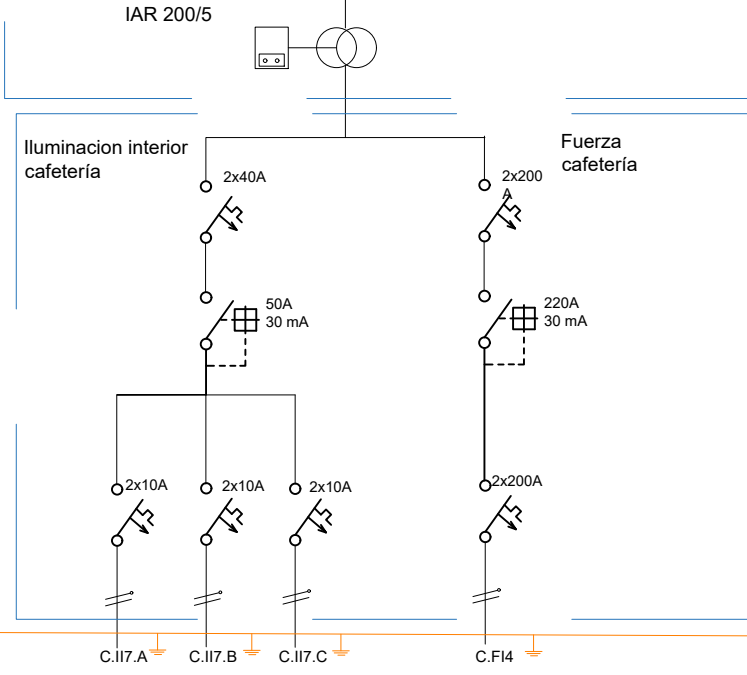 IAR 200/5
Iluminacion interior
cafetería
Fuerza
cafetería
2x40A
2x200
A
50A
30 mA
220A
30 mA
2x10A
2x10A
2x10A
2x200A
C.II7.A
C.II7.B
C.II7.C
C.FI4